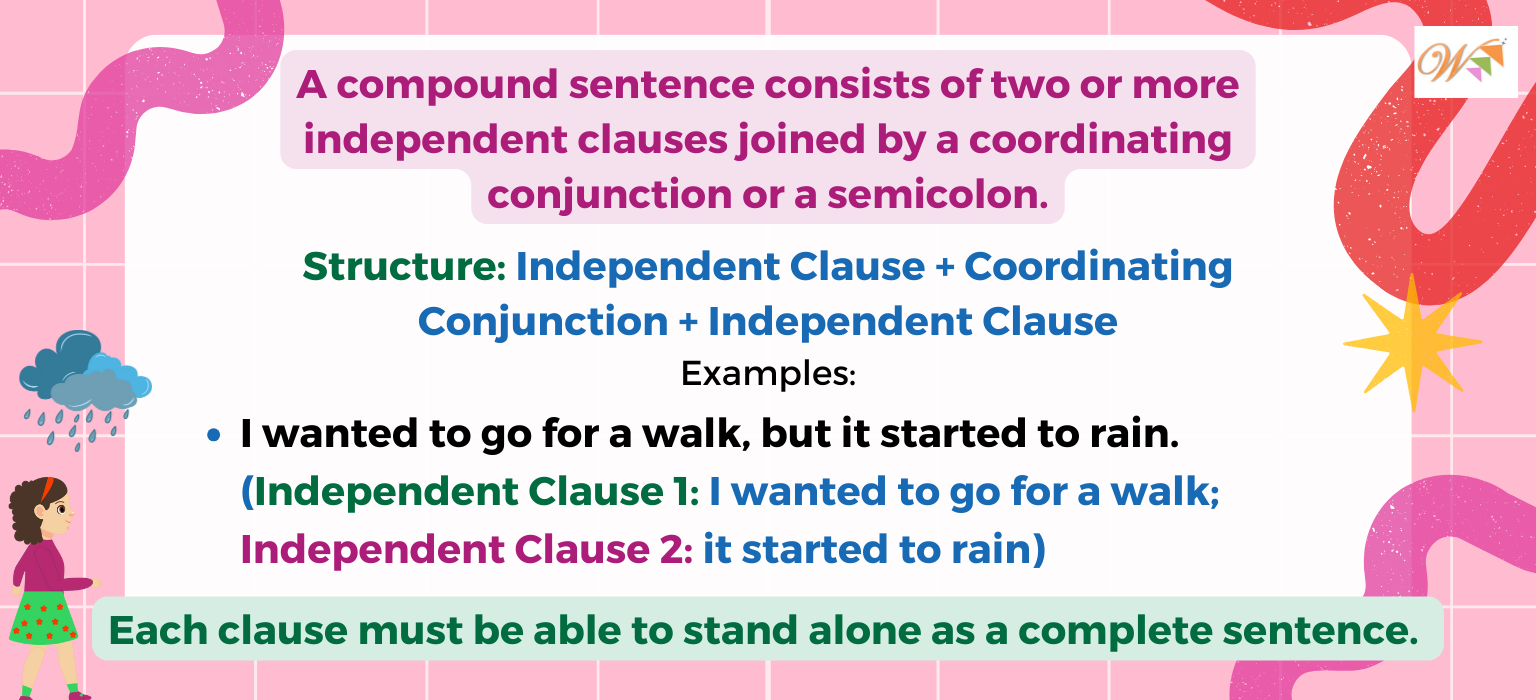 A compound sentence consists of two or more
independent clauses joined by a coordinating
conjunction or a semicolon.
Structure: Independent Clause + Coordinating
Conjunction + Independent Clause
Examples:
• I wanted to go for a walk, but it started to rain.
(Independent Clause 1: I wanted to go for a walk;
Independent Clause 2: it started to rain)
Each clause must be able to stand alone as a complete sentence.
W